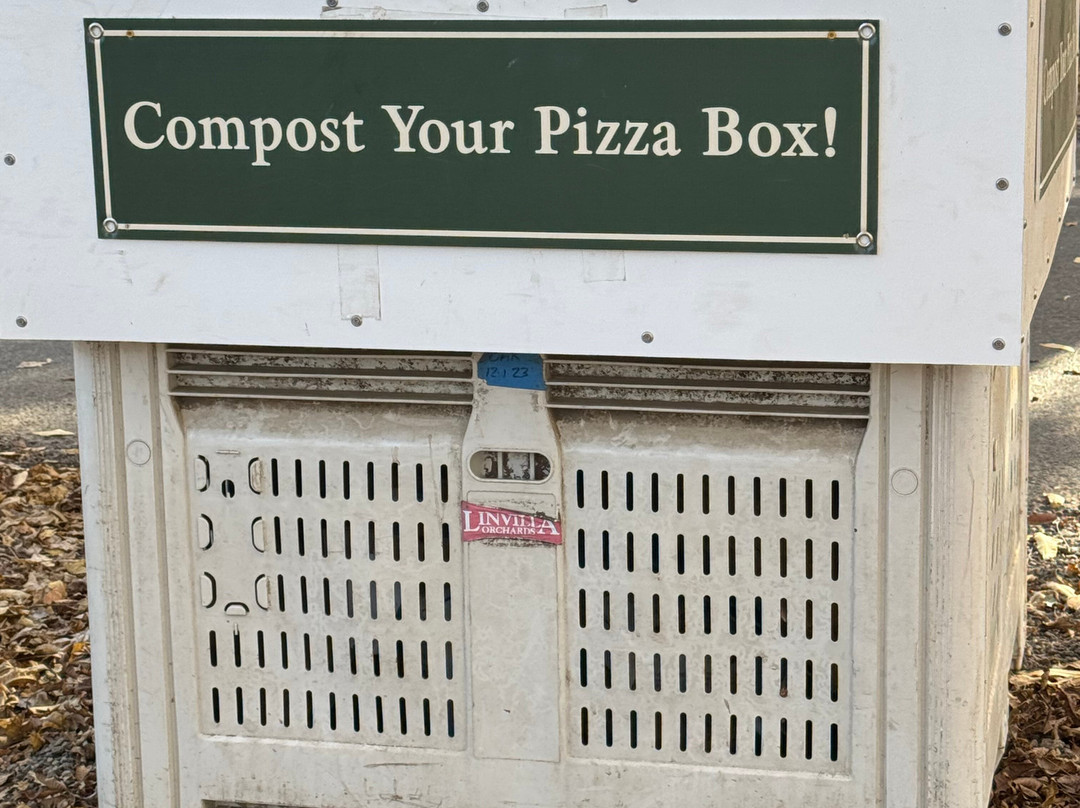 Compost Your Pizza Box!
12 1 23
LINVILLA
ORCHARDS